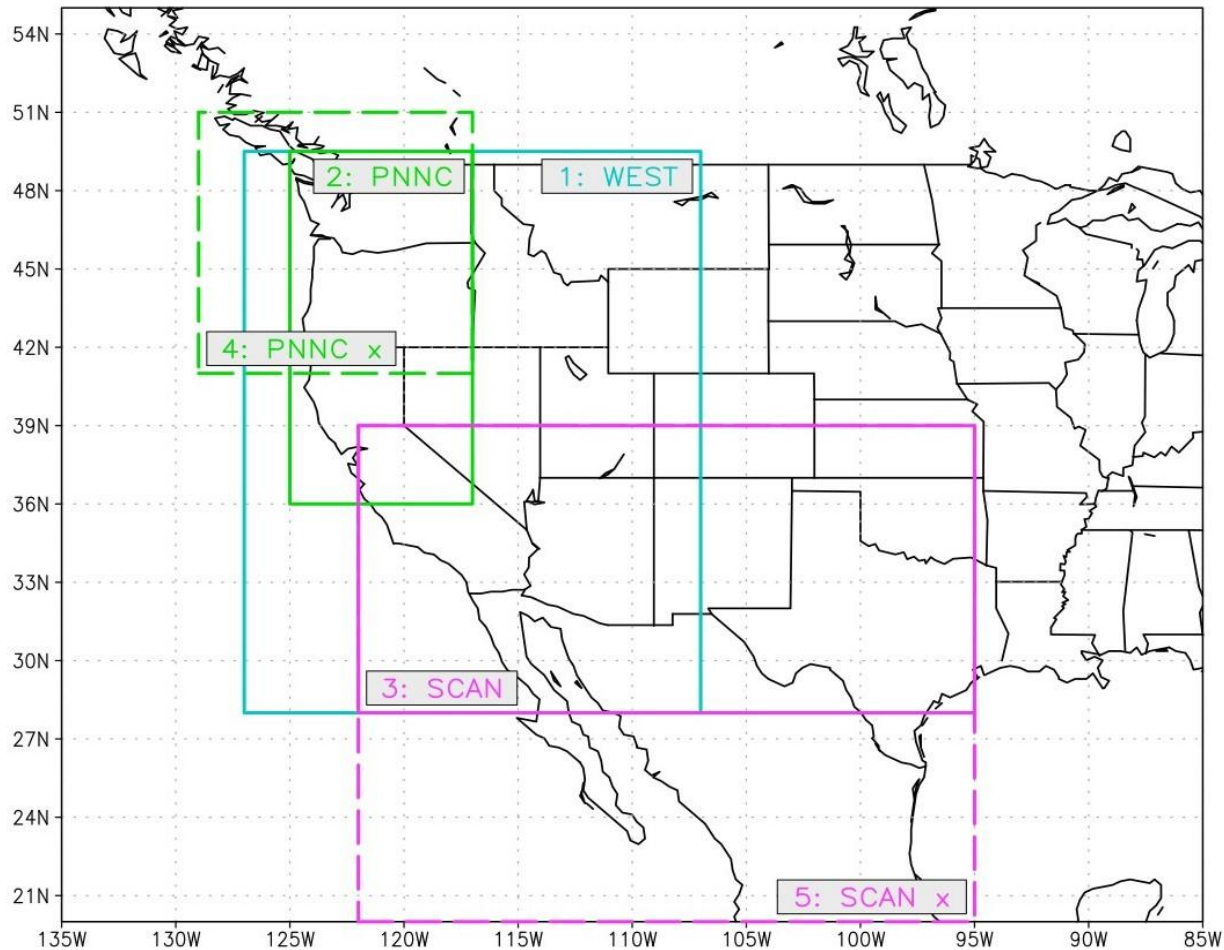 54N
51N
48N
45N
42N
39N
36N
33N
30N
27N
24N
21N
2: PNNC
1: WEST
4: PNNC x
3: SCAN
5: SCAN x
135W
130W
125W
120W
115W
110W
105W
100W
95W
90W
85W